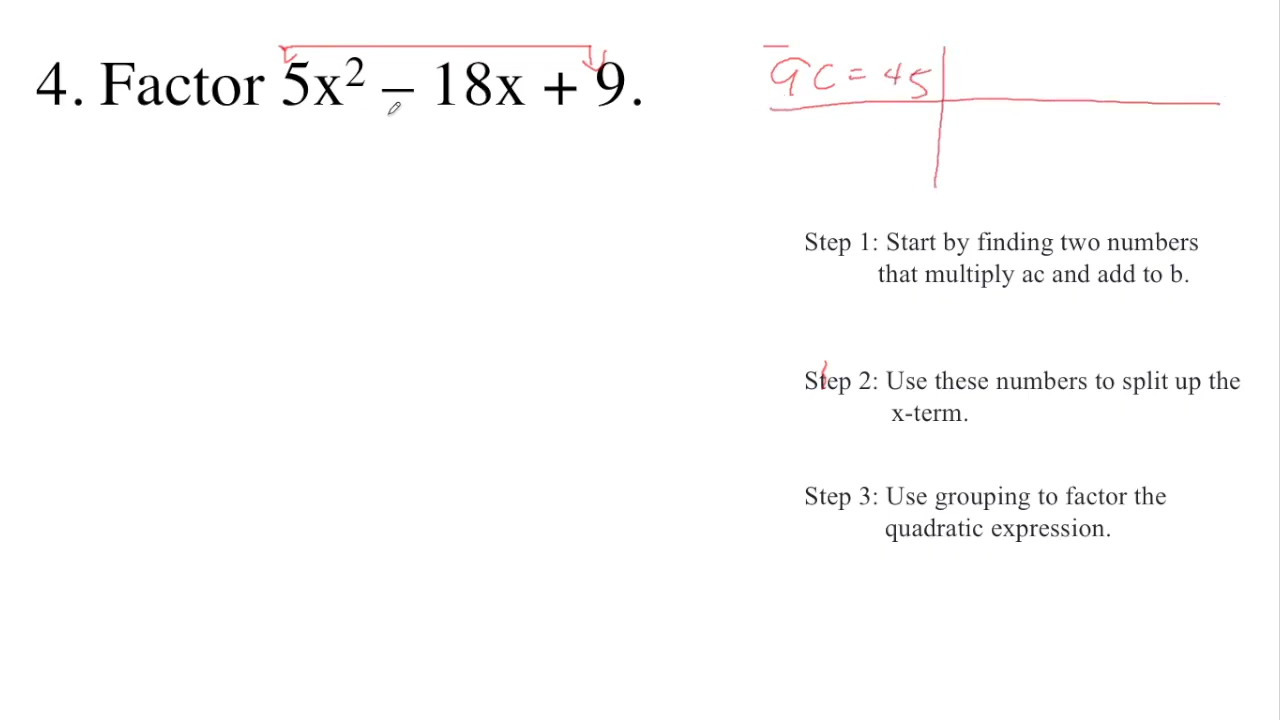 4. Factor 5x² – 18x + 9.
ac = 45
Step 1: Start by finding two numbers
that multiply ac and add to b.
Step 2: Use these numbers to split up the
x-term.
Step 3: Use grouping to factor the
quadratic expression.